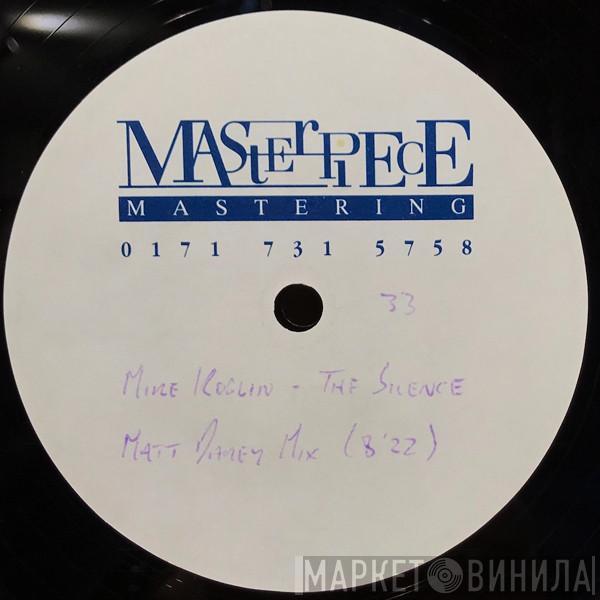 MASTERPIECE
MASTERING
0171 731 5758
33
MIKE KOGLIN - THE SILENCE
MATT DAREY MIX (8'22)
МАРКЕТ ВИНИЛА